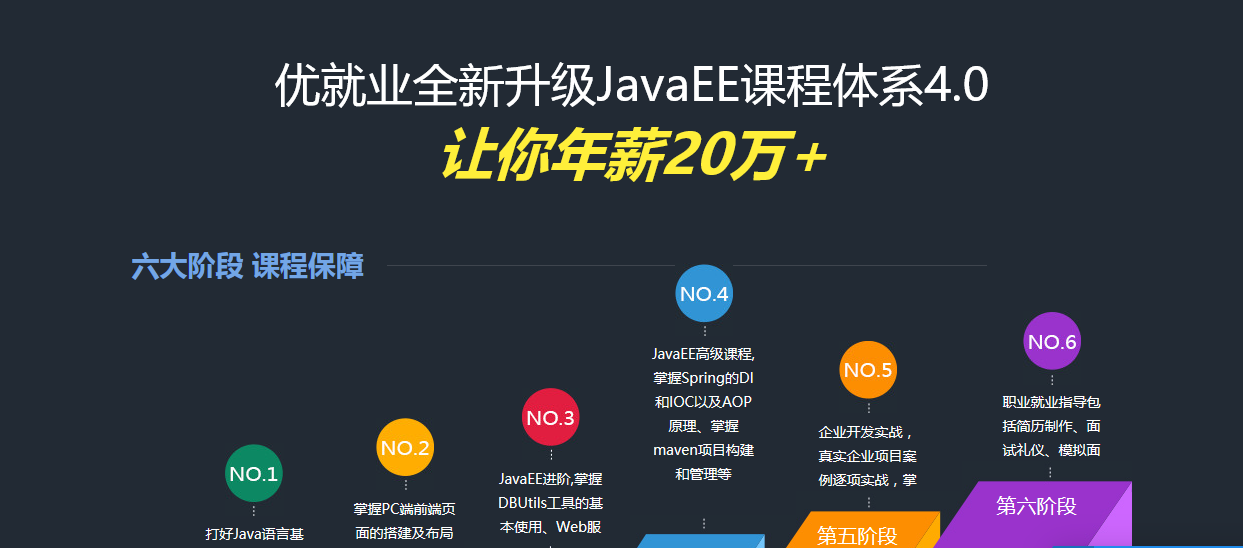 优就业全新升级JavaEE课程体系4.0
让你年薪20万+
六大阶段 课程保障
NO.1
打好Java语言基
NO.2
掌握PC端前端页
面的搭建及布局
NO.3
JavaEE进阶,掌握
DBUtils工具的基
本使用、Web服
NO.4
JavaEE高级课程,
掌握Spring的DI
和IOC以及AOP
原理、掌握
maven项目构建
和管理等
NO.5
企业开发实战，
真实企业项目案
例逐项实战，掌
第五阶段
NO.6
职业就业指导包
括简历制作、面
试礼仪、模拟面
第六阶段